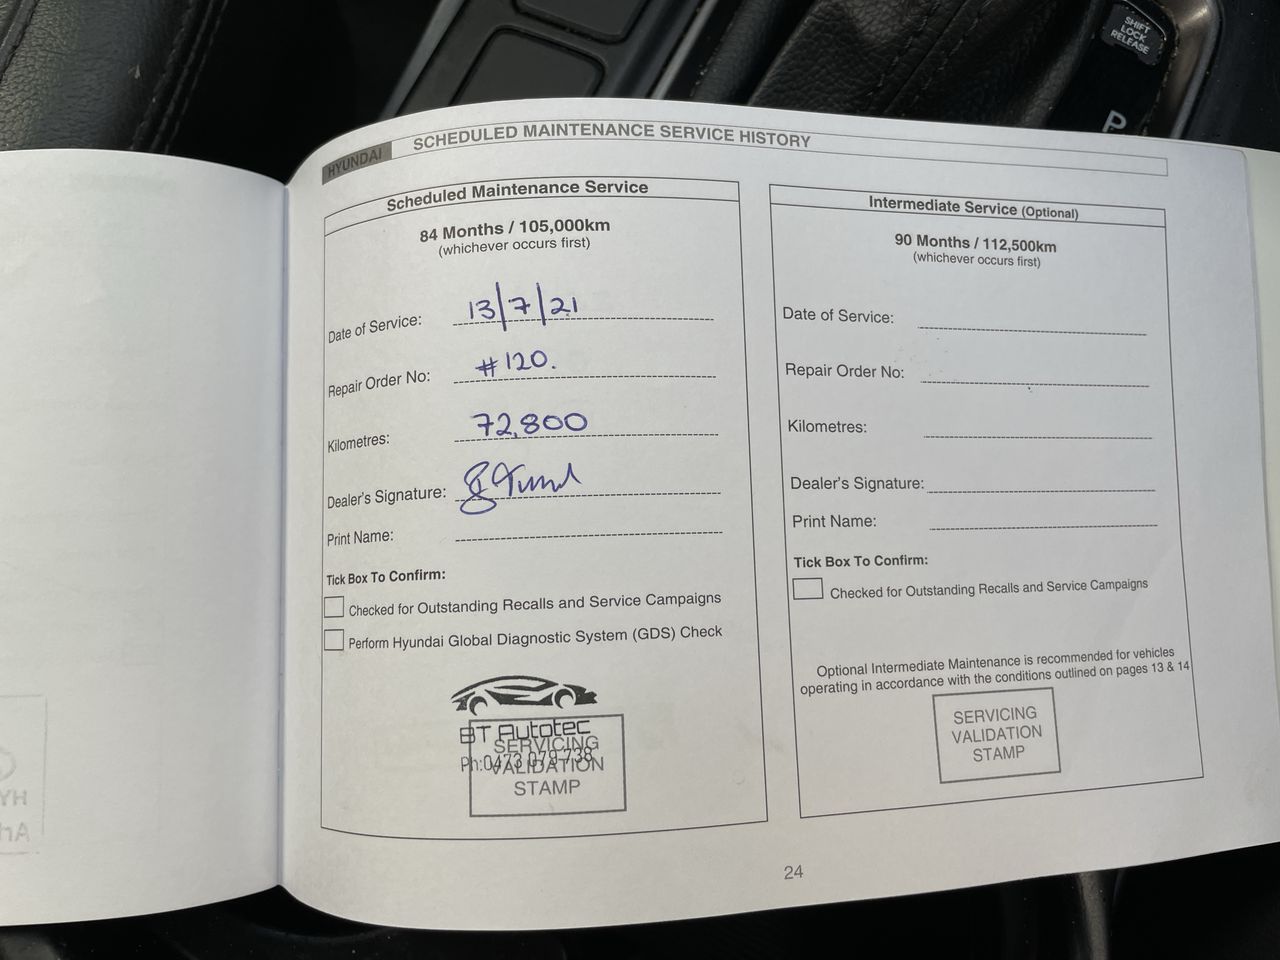 SHIFT
LOCK
RELEASE
P
HYUNDAI
SCHEDULED MAINTENANCE SERVICE HISTORY
Scheduled Maintenance Service
84 Months / 105,000km
(whichever occurs first)
Date of Service: 13/7/21
Repair Order No: #120.
Kilometres: 72,800
Dealer's Signature:
Print Name:
Tick Box To Confirm:
Checked for Outstanding Recalls and Service Campaigns
Perform Hyundai Global Diagnostic System (GDS) Check
BT Autotec
SERVICING
Ph:0473 079 738
VALIDATION
STAMP
Intermediate Service (Optional)
90 Months / 112,500km
(whichever occurs first)
Date of Service:
Repair Order No:
Kilometres:
Dealer's Signature:
Print Name:
Tick Box To Confirm:
Checked for Outstanding Recalls and Service Campaigns
Optional Intermediate Maintenance is recommended for vehicles
operating in accordance with the conditions outlined on pages 13 & 14
SERVICING
VALIDATION
STAMP
24